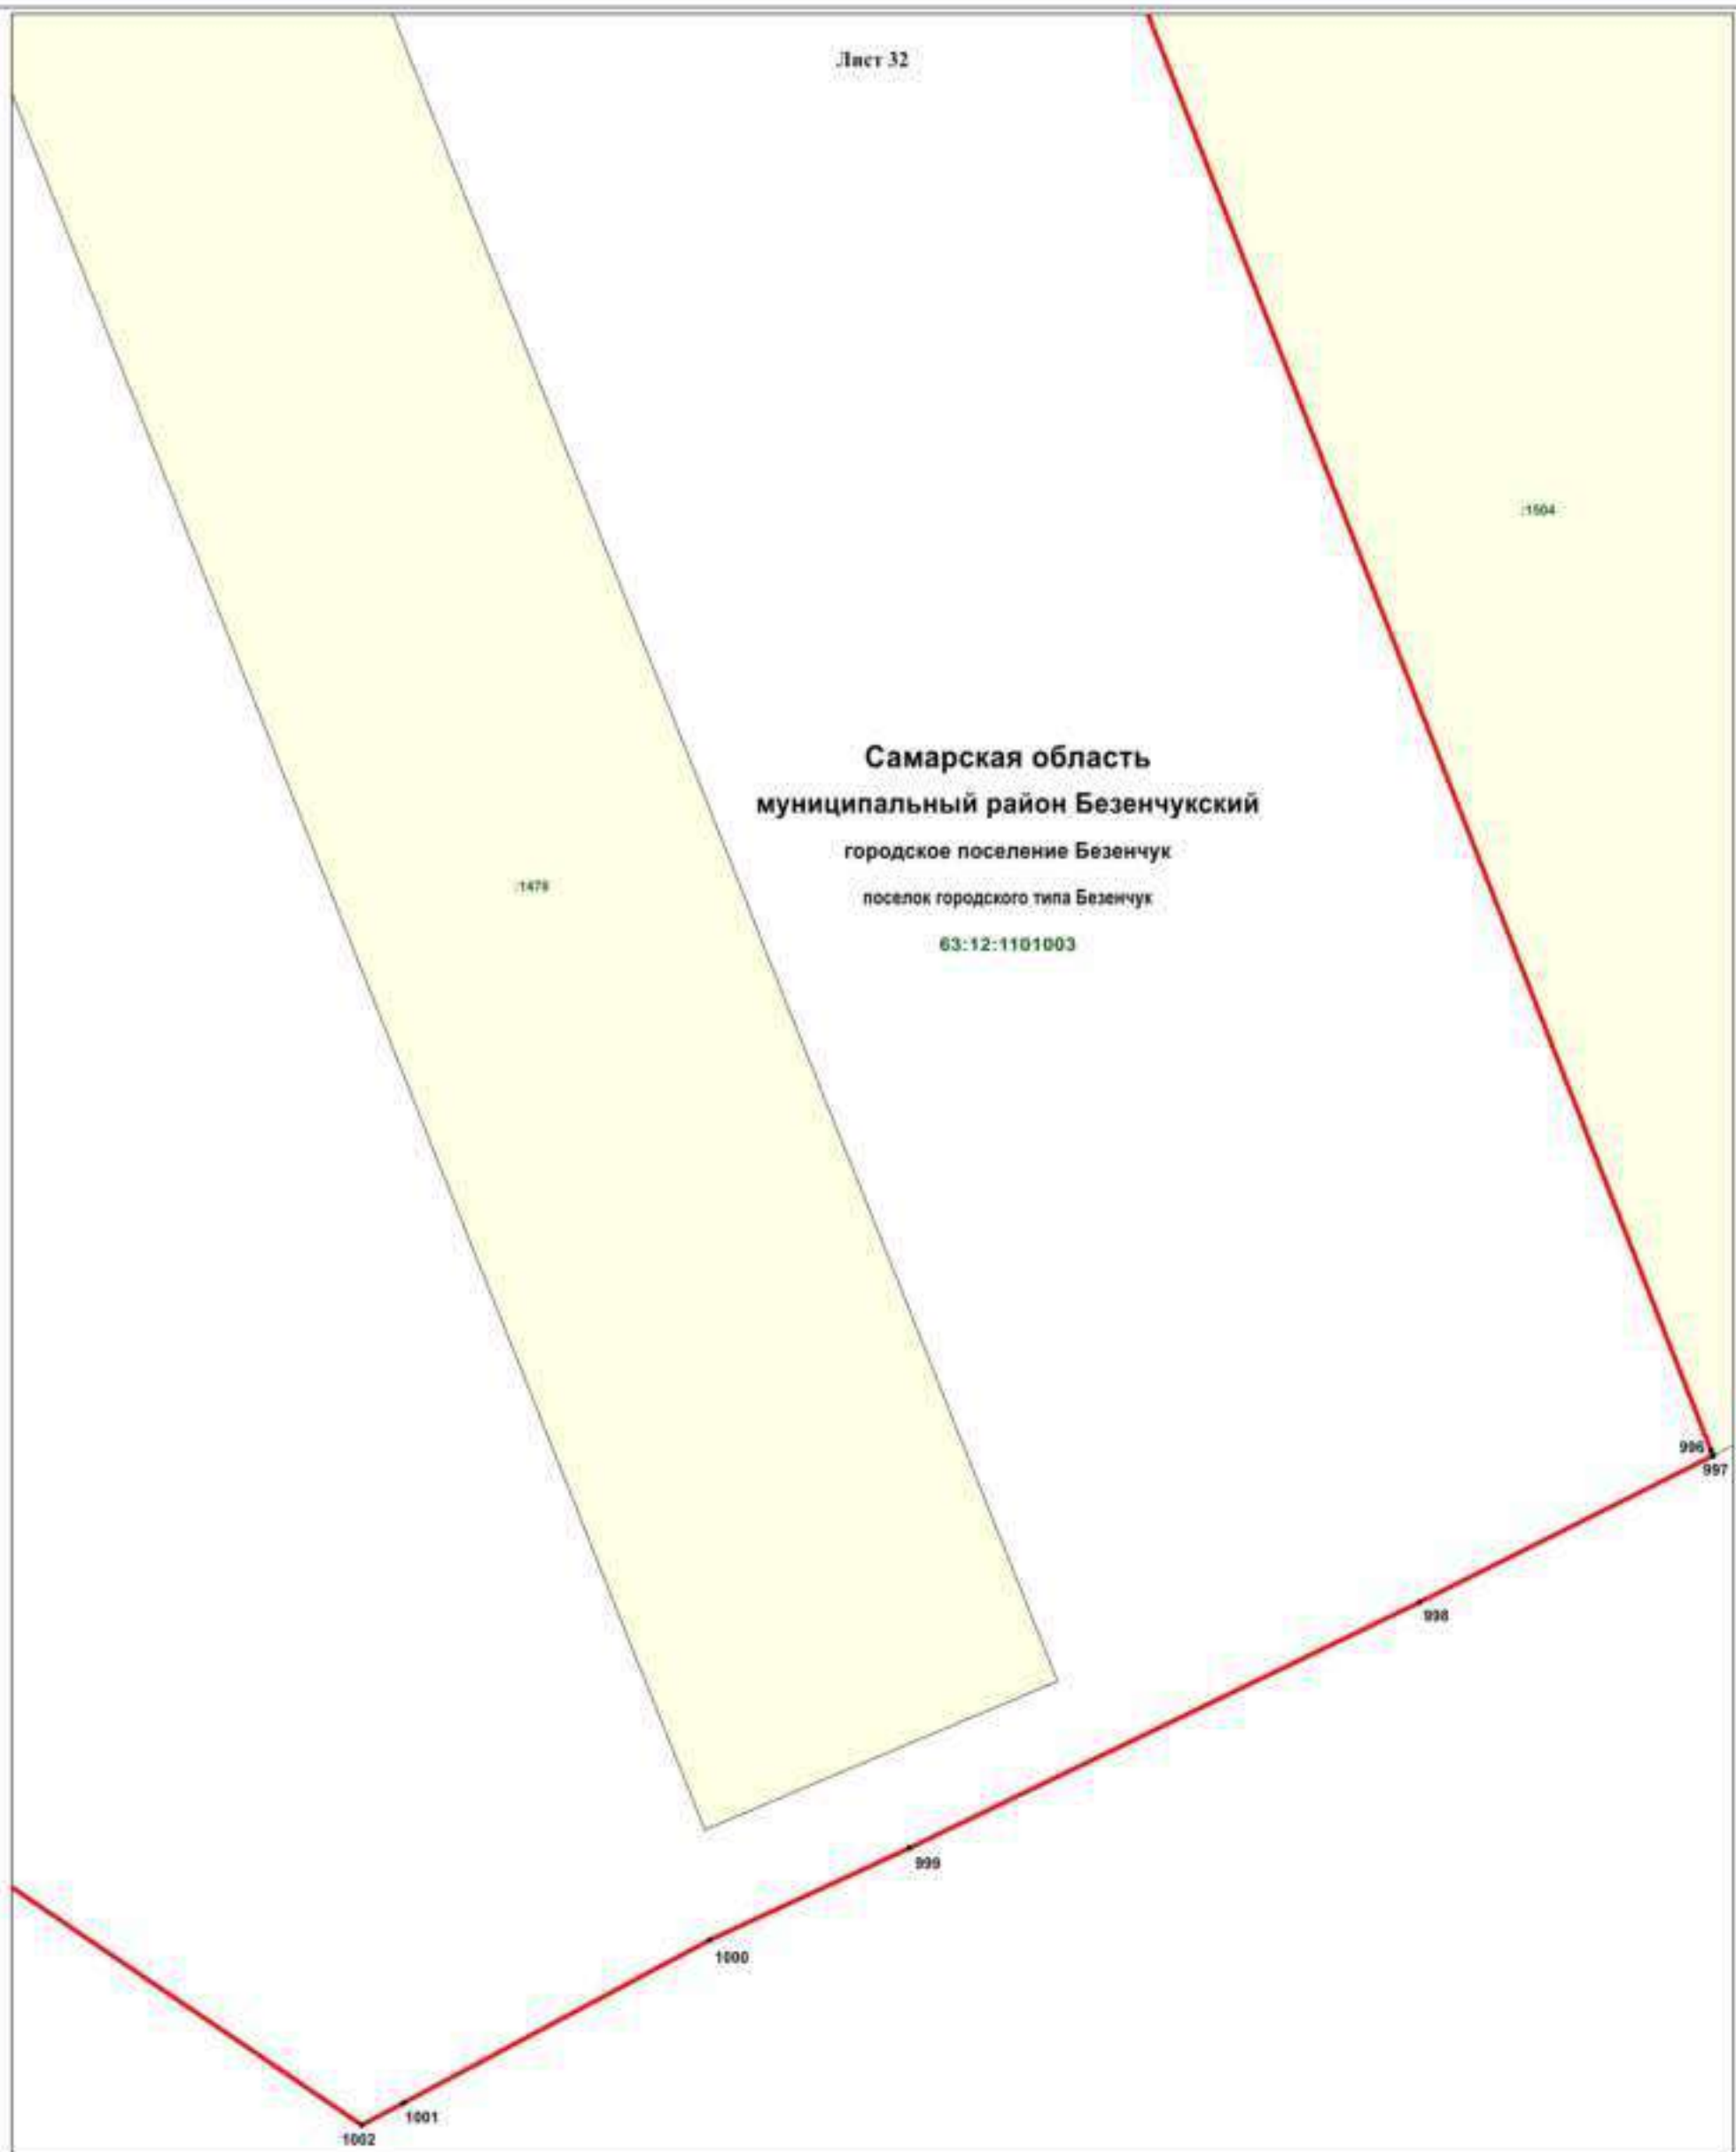 Лист 32
:1504
Самарская область
муниципальный район Безенчукский
городское поселение Безенчук
:1478
поселок городского типа Безенчук
63:12:1101003
996
997
998
999
1000
1001
1002